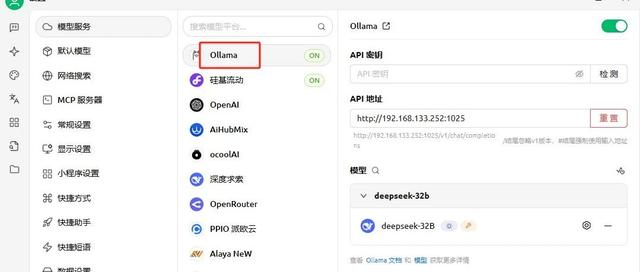 模型服务
默认模型
网络搜索
MCP 服务器
常规设置
显示设置
小程序设置
快捷方式
快捷助手
快捷短语
数据设置
搜索模型平台...
Ollama
ON
硅基流动
ON
OpenAI
AiHubMix
ocoolAI
深度求索
OpenRouter
PPIO 派欧云
Alaya NeW
Ollama
API 密钥
API 密钥
检测
API 地址
http://192.168.133.252:1025
重置
http://192.168.133.252:1025/v1/chat/completio
ns
/结尾忽略v1版本，#结尾强制使用输入地址
模型
deepseek-32b
deepseek-32B
查看 Ollama 文档 和 模型 获取更多详情